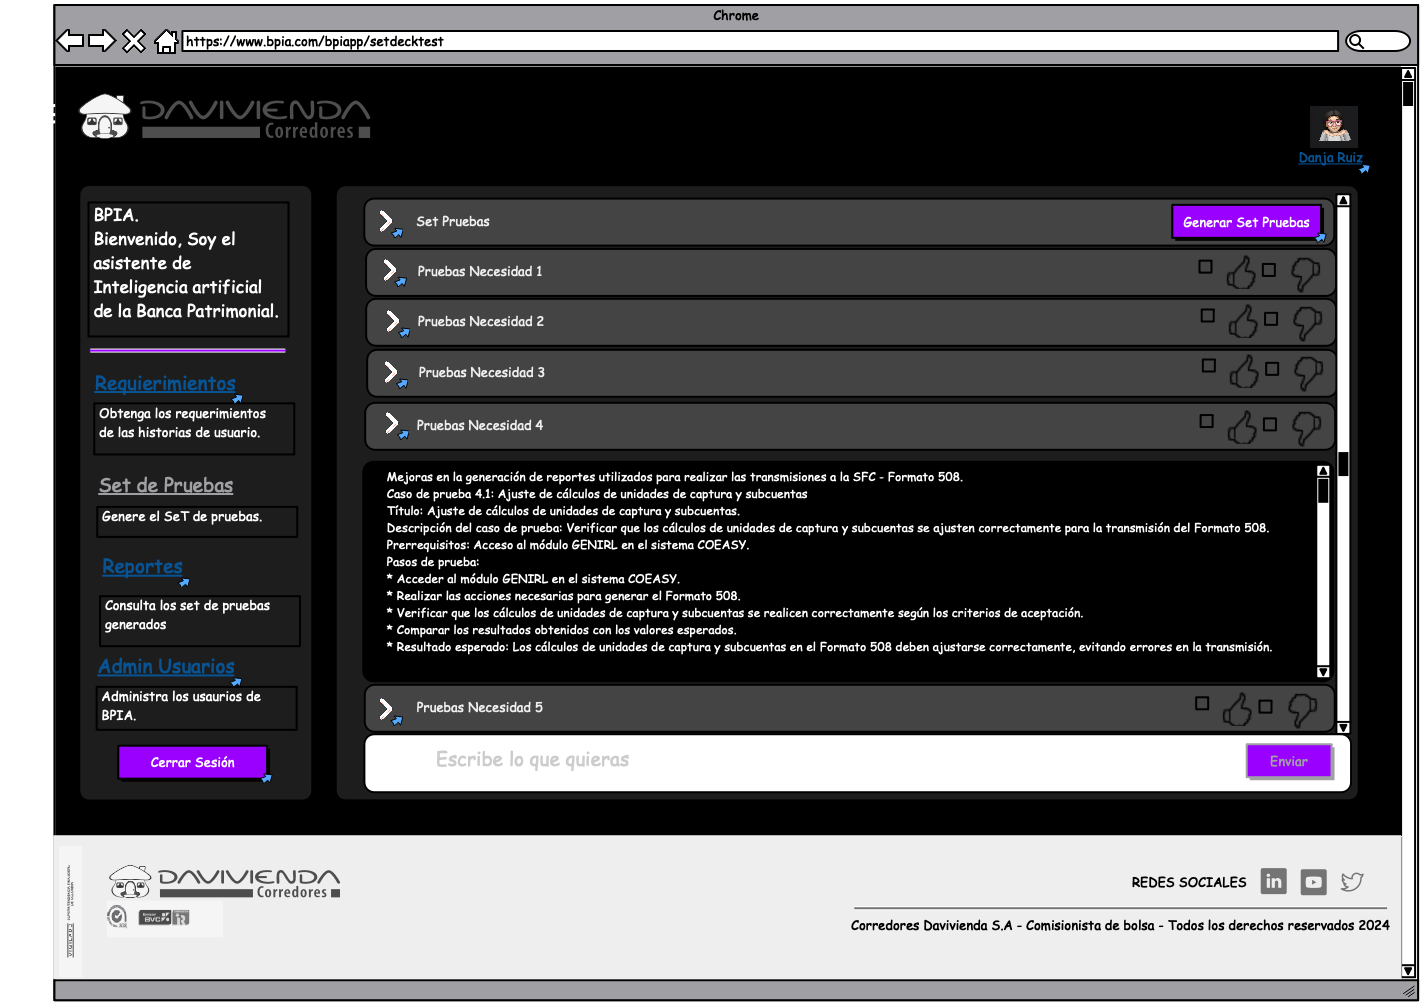 Chrome
https://www.bpia.com/bpiapp/setdecktest
DAVIVIENDA
Corredores
Danja Ruiz
BPIA.
Bienvenido, Soy el
asistente de
Inteligencia artificial
de la Banca Patrimonial.
Requierimientos
Obtenga los requerimientos
de las historias de usuario.
Set de Pruebas
Genere el SeT de pruebas.
Reportes
Consulta los set de pruebas
generados
Admin Usuarios
Administra los usaurios de
BPIA.
Cerrar Sesión
Set Pruebas
Generar Set Pruebas
Pruebas Necesidad 1
Pruebas Necesidad 2
Pruebas Necesidad 3
Pruebas Necesidad 4
Mejoras en la generación de reportes utilizados para realizar las transmisiones a la SFC - Formato 508.
Caso de prueba 4.1: Ajuste de cálculos de unidades de captura y subcuentas
Título: Ajuste de cálculos de unidades de captura y subcuentas.
Descripción del caso de prueba: Verificar que los cálculos de unidades de captura y subcuentas se ajusten correctamente para la transmisión del Formato 508.
Prerrequisitos: Acceso al módulo GENIRL en el sistema COEASY.
Pasos de prueba:
* Acceder al módulo GENIRL en el sistema COEASY.
* Realizar las acciones necesarias para generar el Formato 508.
* Verificar que los cálculos de unidades de captura y subcuentas se realicen correctamente según los criterios de aceptación.
* Comparar los resultados obtenidos con los valores esperados.
* Resultado esperado: Los cálculos de unidades de captura y subcuentas en el Formato 508 deben ajustarse correctamente, evitando errores en la transmisión.
Pruebas Necesidad 5
Escribe lo que quieras
Enviar
DAVIVIENDA
Corredores
BVC
IR
VIGILADO
REDES SOCIALES
in
Corredores Davivienda S.A - Comisionista de bolsa - Todos los derechos reservados 2024